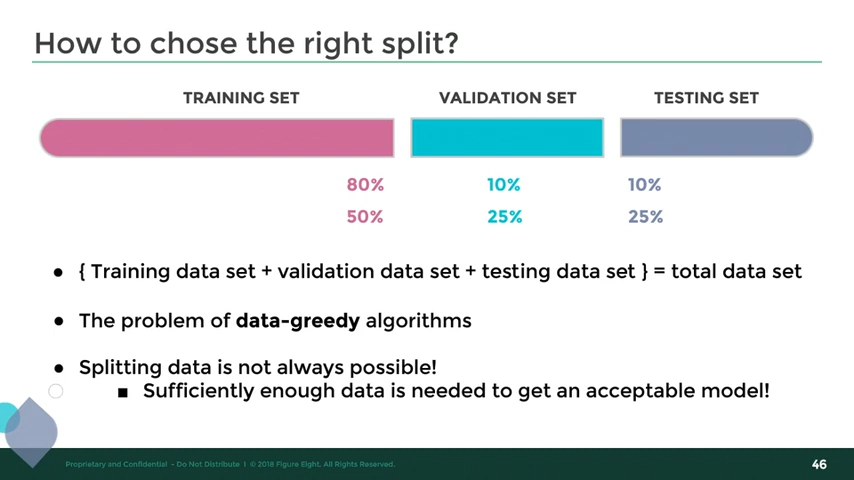 How to chose the right split?
TRAINING SET VALIDATION SET TESTING SET
80% 10% 10%
50% 25% 25%
● { Training data set + validation data set + testing data set } = total data set
● The problem of data-greedy algorithms
● Splitting data is not always possible!
■ Sufficiently enough data is needed to get an acceptable model!
Proprietary and Confidential - Do Not Distribute I © 2018 Figure Eight. All Rights Reserved. 46